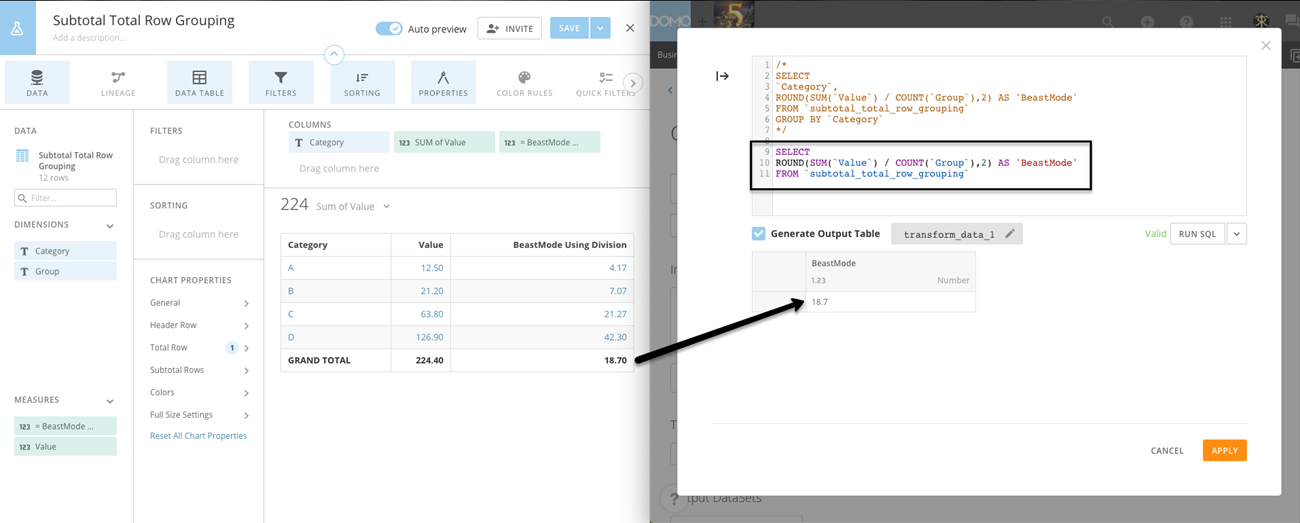 Subtotal Total Row Grouping
Add a description...
Auto preview
INVITE
SAVE
DATA
LINEAGE
DATA TABLE
FILTERS
SORTING
PROPERTIES
COLOR RULES
QUICK FILTERS
DATA
Subtotal Total Row
Grouping
12 rows
Filter...
DIMENSIONS
T Category
T Group
MEASURES
123 = BeastMode ...
123 Value
FILTERS
Drag column here
SORTING
Drag column here
CHART PROPERTIES
General
Header Row
Total Row 1
Subtotal Rows
Colors
Full Size Settings
Reset All Chart Properties
COLUMNS
T Category 123 SUM of Value 123 = BeastMode ...
Drag column here
224 Sum of Value
Category Value BeastMode Using Division
A 12.50 4.17
B 21.20 7.07
C 63.80 21.27
D 126.90 42.30
GRAND TOTAL 224.40 18.70
DOMO
5
Busin
1 /*
2 SELECT
3 `Category`,
4 ROUND(SUM(`Value`) / COUNT(`Group`),2) AS 'BeastMode'
5 FROM `subtotal_total_row_grouping`
6 GROUP BY `Category`
7 */
8
9 SELECT
10 ROUND(SUM(`Value`) / COUNT(`Group`),2) AS 'BeastMode'
11 FROM `subtotal_total_row_grouping`
Generate Output Table transform_data_1 Valid RUN SQL
BeastMode
1.23 Number
18.7
CANCEL APPLY
? tput DataSets